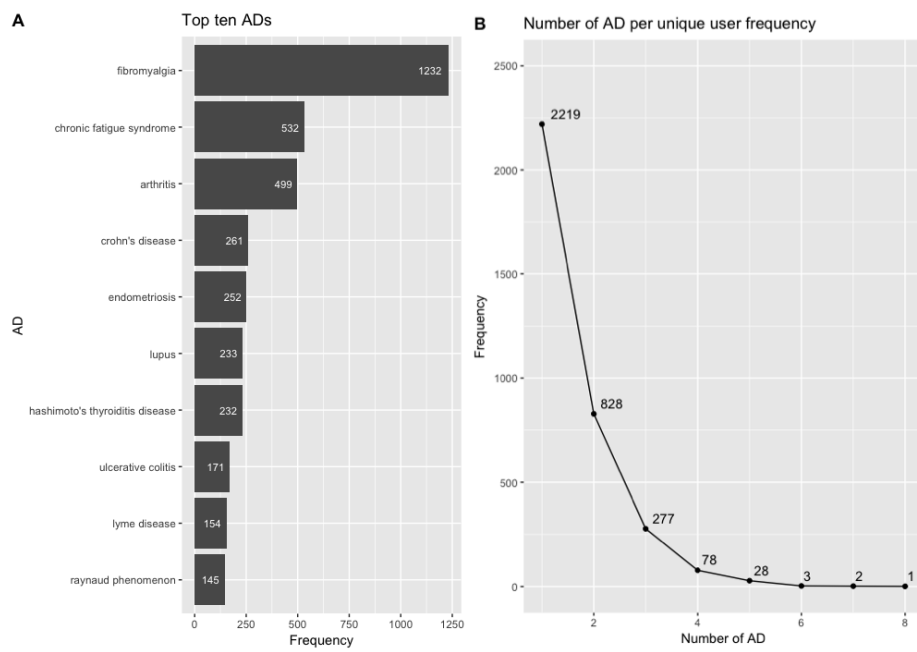 A
Top ten ADs
AD
fibromyalgia
1232
chronic fatigue syndrome
532
arthritis
499
crohn's disease
261
endometriosis
252
lupus
233
hashimoto's thyroiditis disease
232
ulcerative colitis
171
lyme disease
154
raynaud phenomenon
145
0 250 500 750 1000 1250
Frequency
B
Number of AD per unique user frequency
Frequency
2500
2000
1500
1000
500
0
2219
828
277
78
28
3
2
1
2 4 6 8
Number of AD